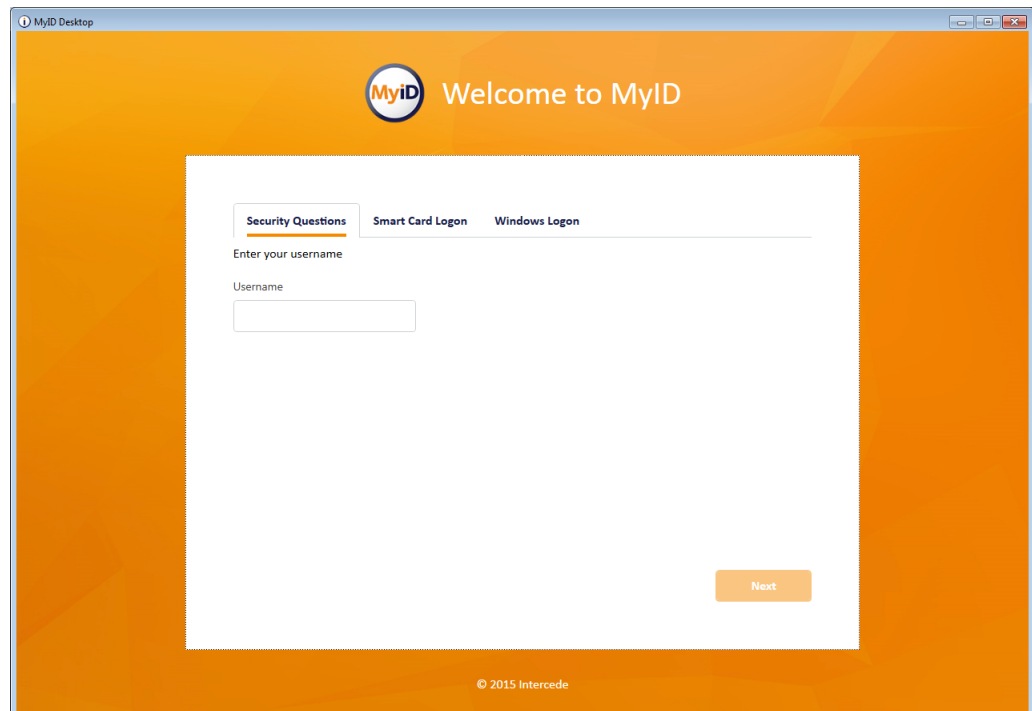 MyID Desktop
MyiD
Welcome to MyID
Security Questions Smart Card Logon Windows Logon
Enter your username
Username
Next
© 2015 Intercede